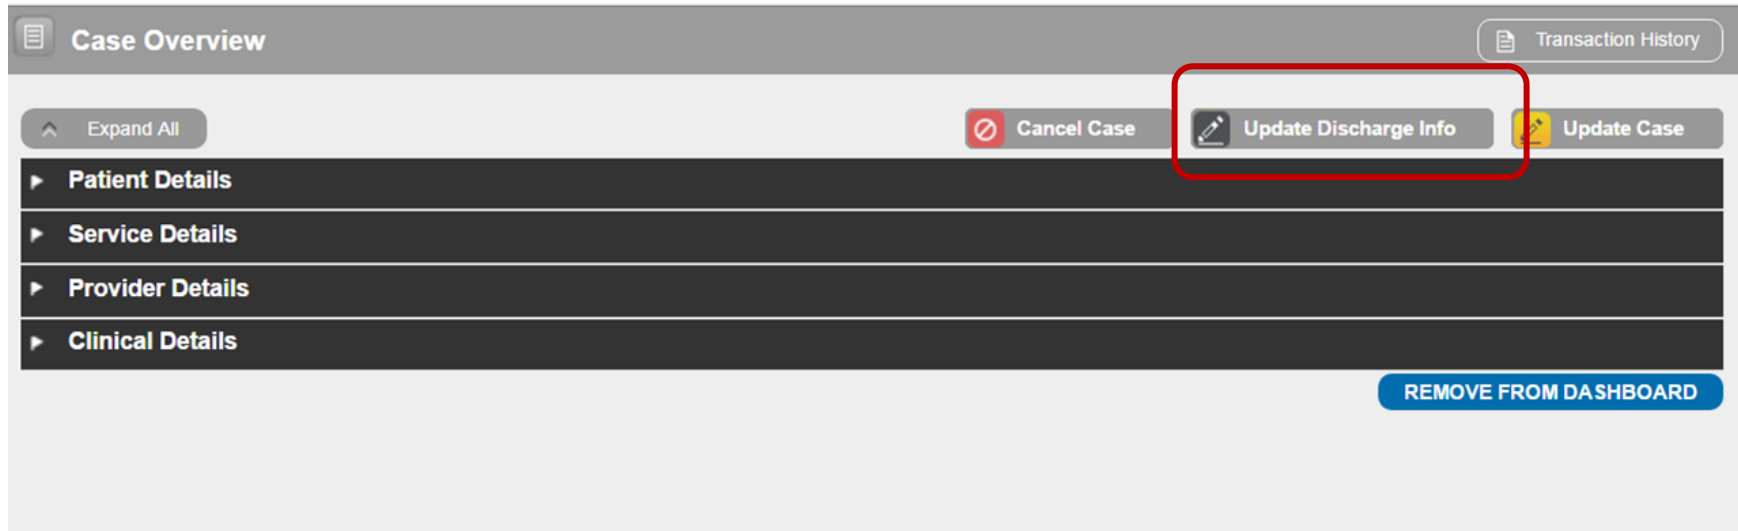 Case Overview
Transaction History
Expand All
Cancel Case
Update Discharge Info
Update Case
Patient Details
Service Details
Provider Details
Clinical Details
REMOVE FROM DASHBOARD